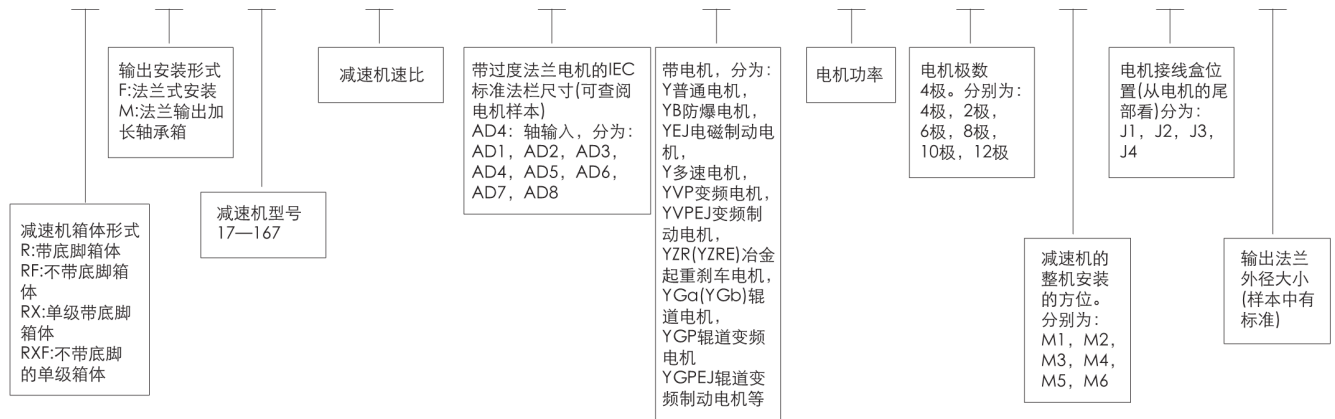 减速机箱体形式
R:带底脚箱体
RF:不带底脚箱
体
RX:单级带底脚
箱体
RXF:不带底脚
的单级箱体
输出安装形式
F:法兰式安装
M:法兰输出加
长轴承箱
减速机型号
17—167
减速机速比
带过度法兰电机的IEC
标准法栏尺寸(可查阅
电机样本)
AD4：轴输入，分为：
AD1，AD2，AD3，
AD4，AD5，AD6，
AD7，AD8
带电机，分为：
Y普通电机，
YB防爆电机，
YEJ电磁制动电
机，
Y多速电机，
YVP变频电机，
YVPEJ变频制
动电机，
YZR(YZRE)冶金
起重刹车电机，
YGa(YGb)辊
道电机，
YGP辊道变频
电机
YGPEJ辊道变
频制动电机等
电机功率
电机极数
4极。分别为：
4极，2极，
6极，8极，
10极，12极
减速机的
整机安装
的方位。
分别为：
M1，M2，
M3，M4，
M5，M6
电机接线盒位
置(从电机的尾
部看)分为：
J1，J2，J3，
J4
输出法兰
外径大小
(样本中有
标准)